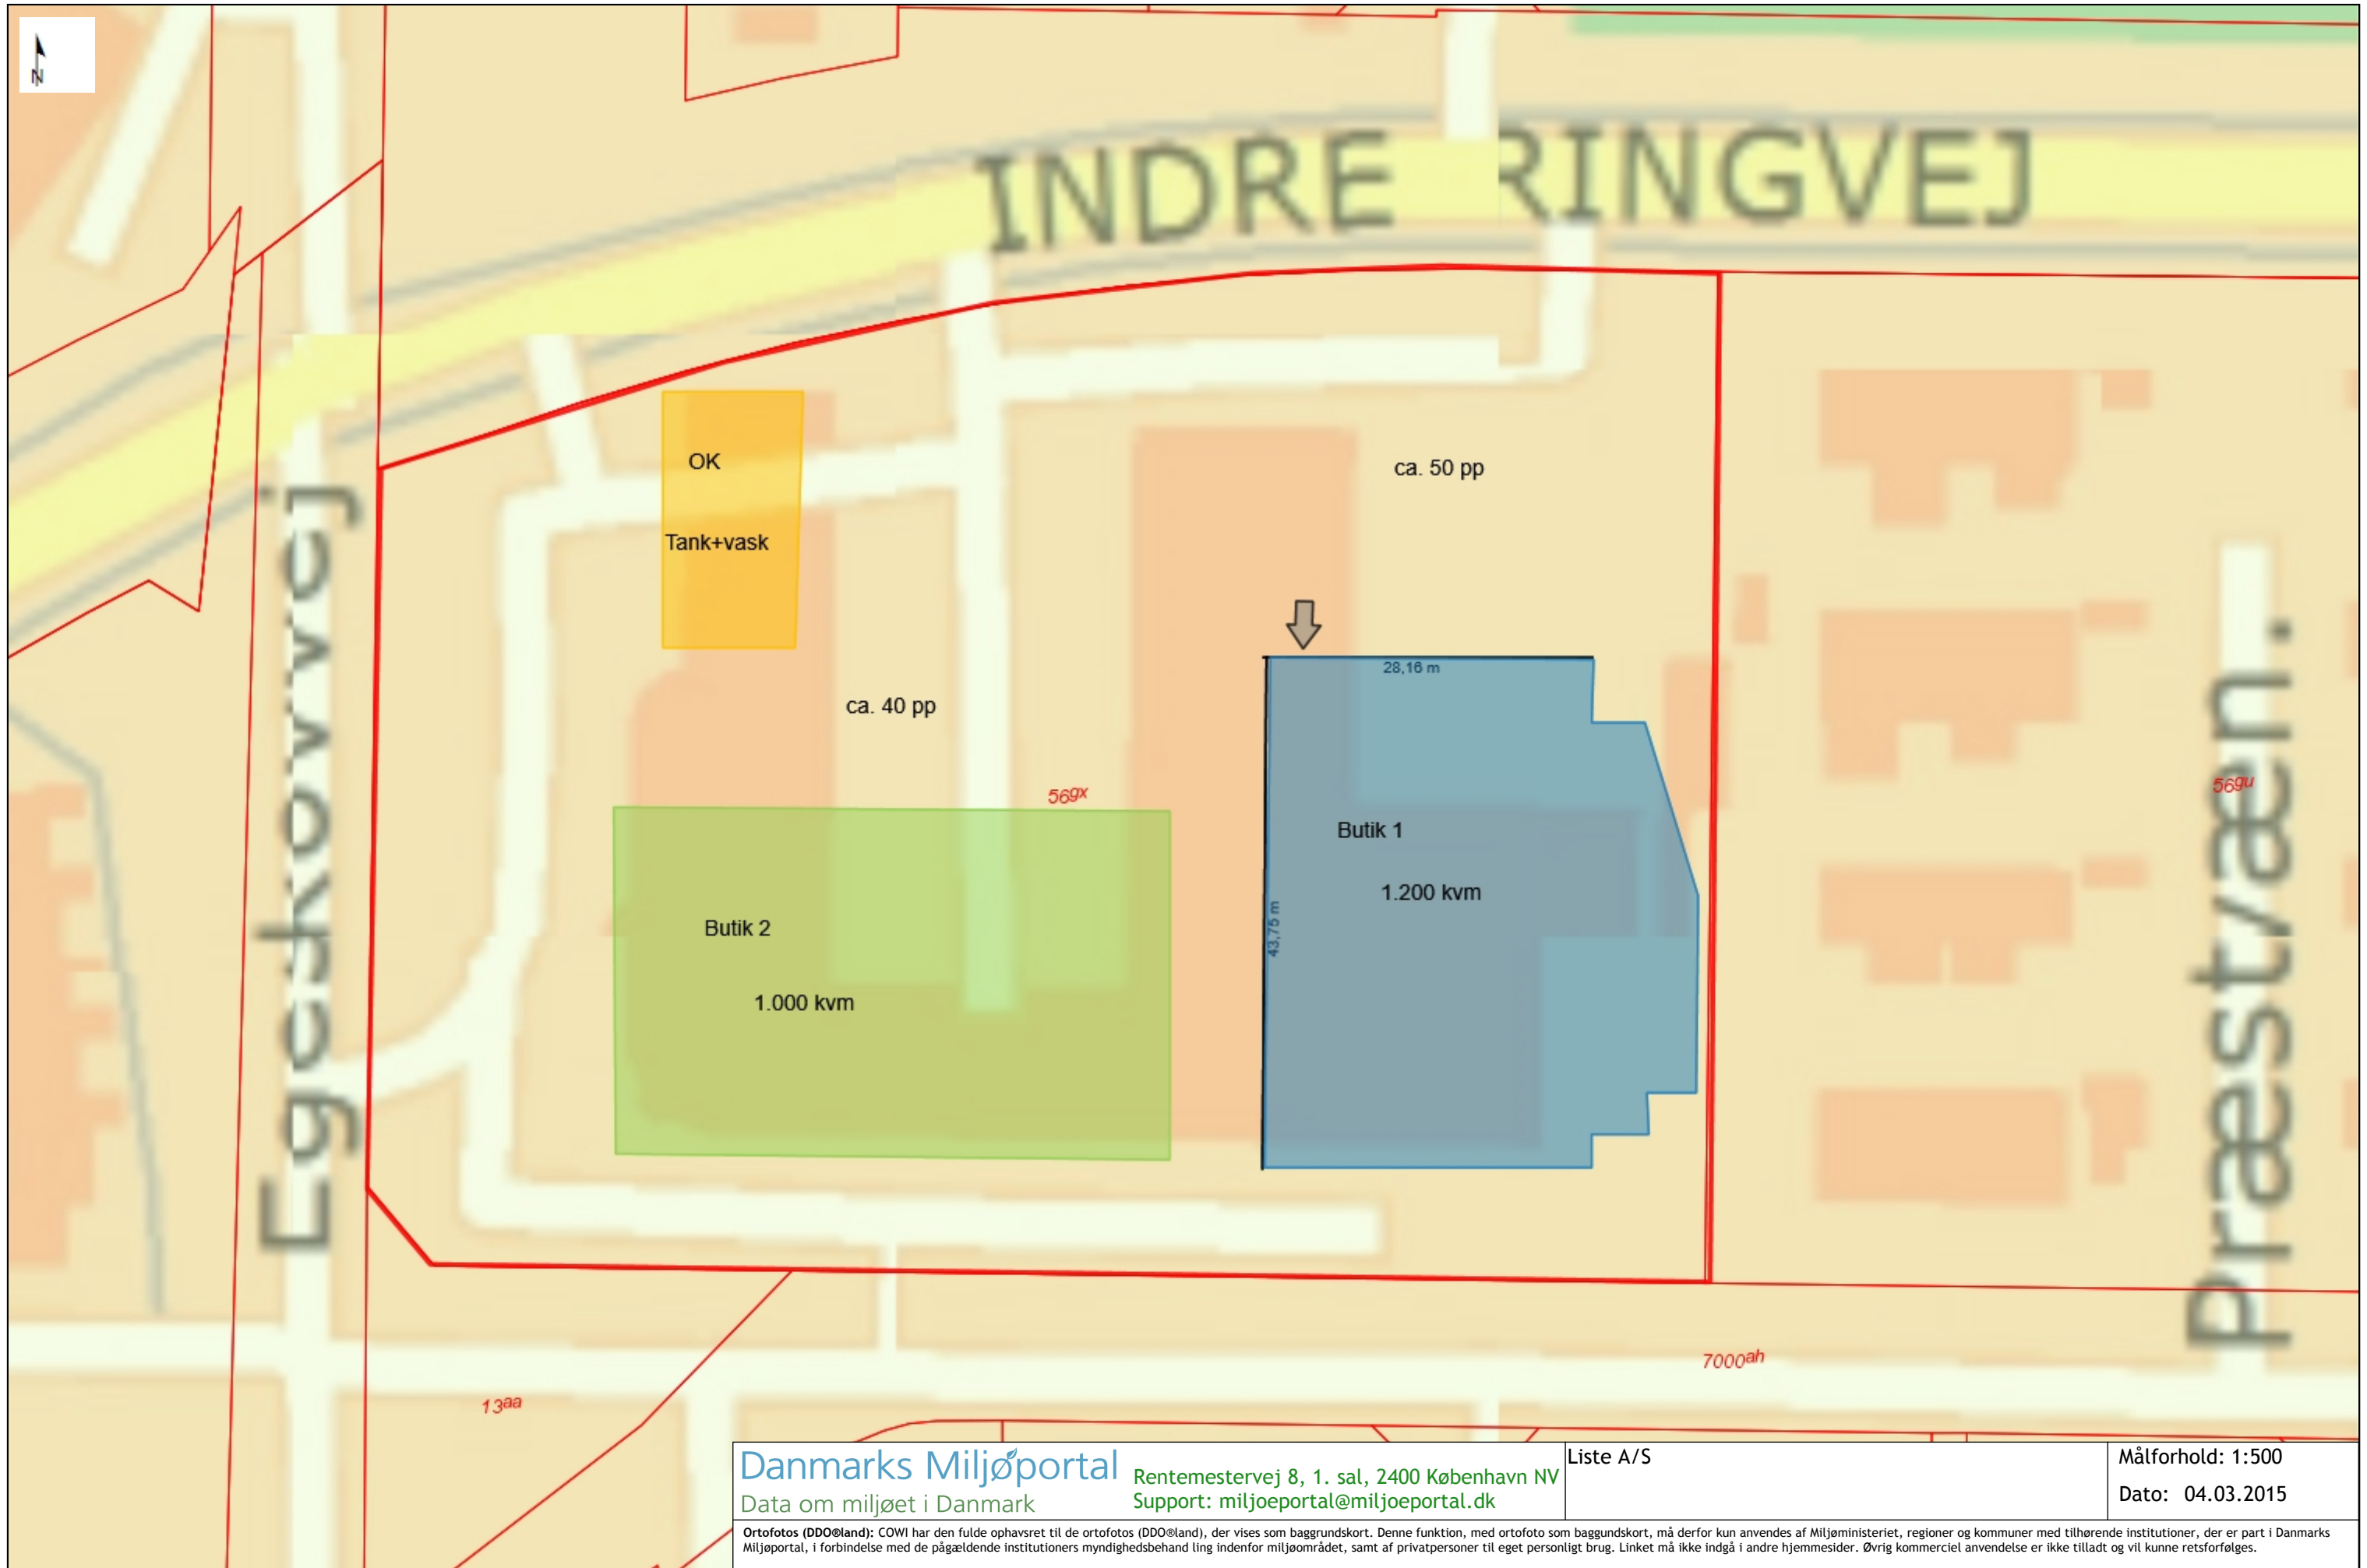 N
INDRE RINGVEJ
OK
Tank+vask
ca. 50 pp
Egeskovvej
28,16 m
ca. 40 pp
56gx
56gu
Butik 1
1.200 kvm
43,75 m
Butik 2
1.000 kvm
Præstvæn.
7000ah
13aa
Danmarks Miljøportal
Data om miljøet i Danmark
Rentemestervej 8, 1. sal, 2400 København NV
Support: miljoeportal@miljoeportal.dk
Liste A/S
Målforhold: 1:500
Dato: 04.03.2015
Ortofotos (DDO®land): COWI har den fulde ophavsret til de ortofotos (DDO®land), der vises som baggrundskort. Denne funktion, med ortofoto som baggundskort, må derfor kun anvendes af Miljøministeriet, regioner og kommuner med tilhørende institutioner, der er part i Danmarks
Miljøportal, i forbindelse med de pågældende institutioners myndighedsbehand ling indenfor miljøområdet, samt af privatpersoner til eget personligt brug. Linket må ikke indgå i andre hjemmesider. Øvrig kommerciel anvendelse er ikke tilladt og vil kunne retsforfølges.